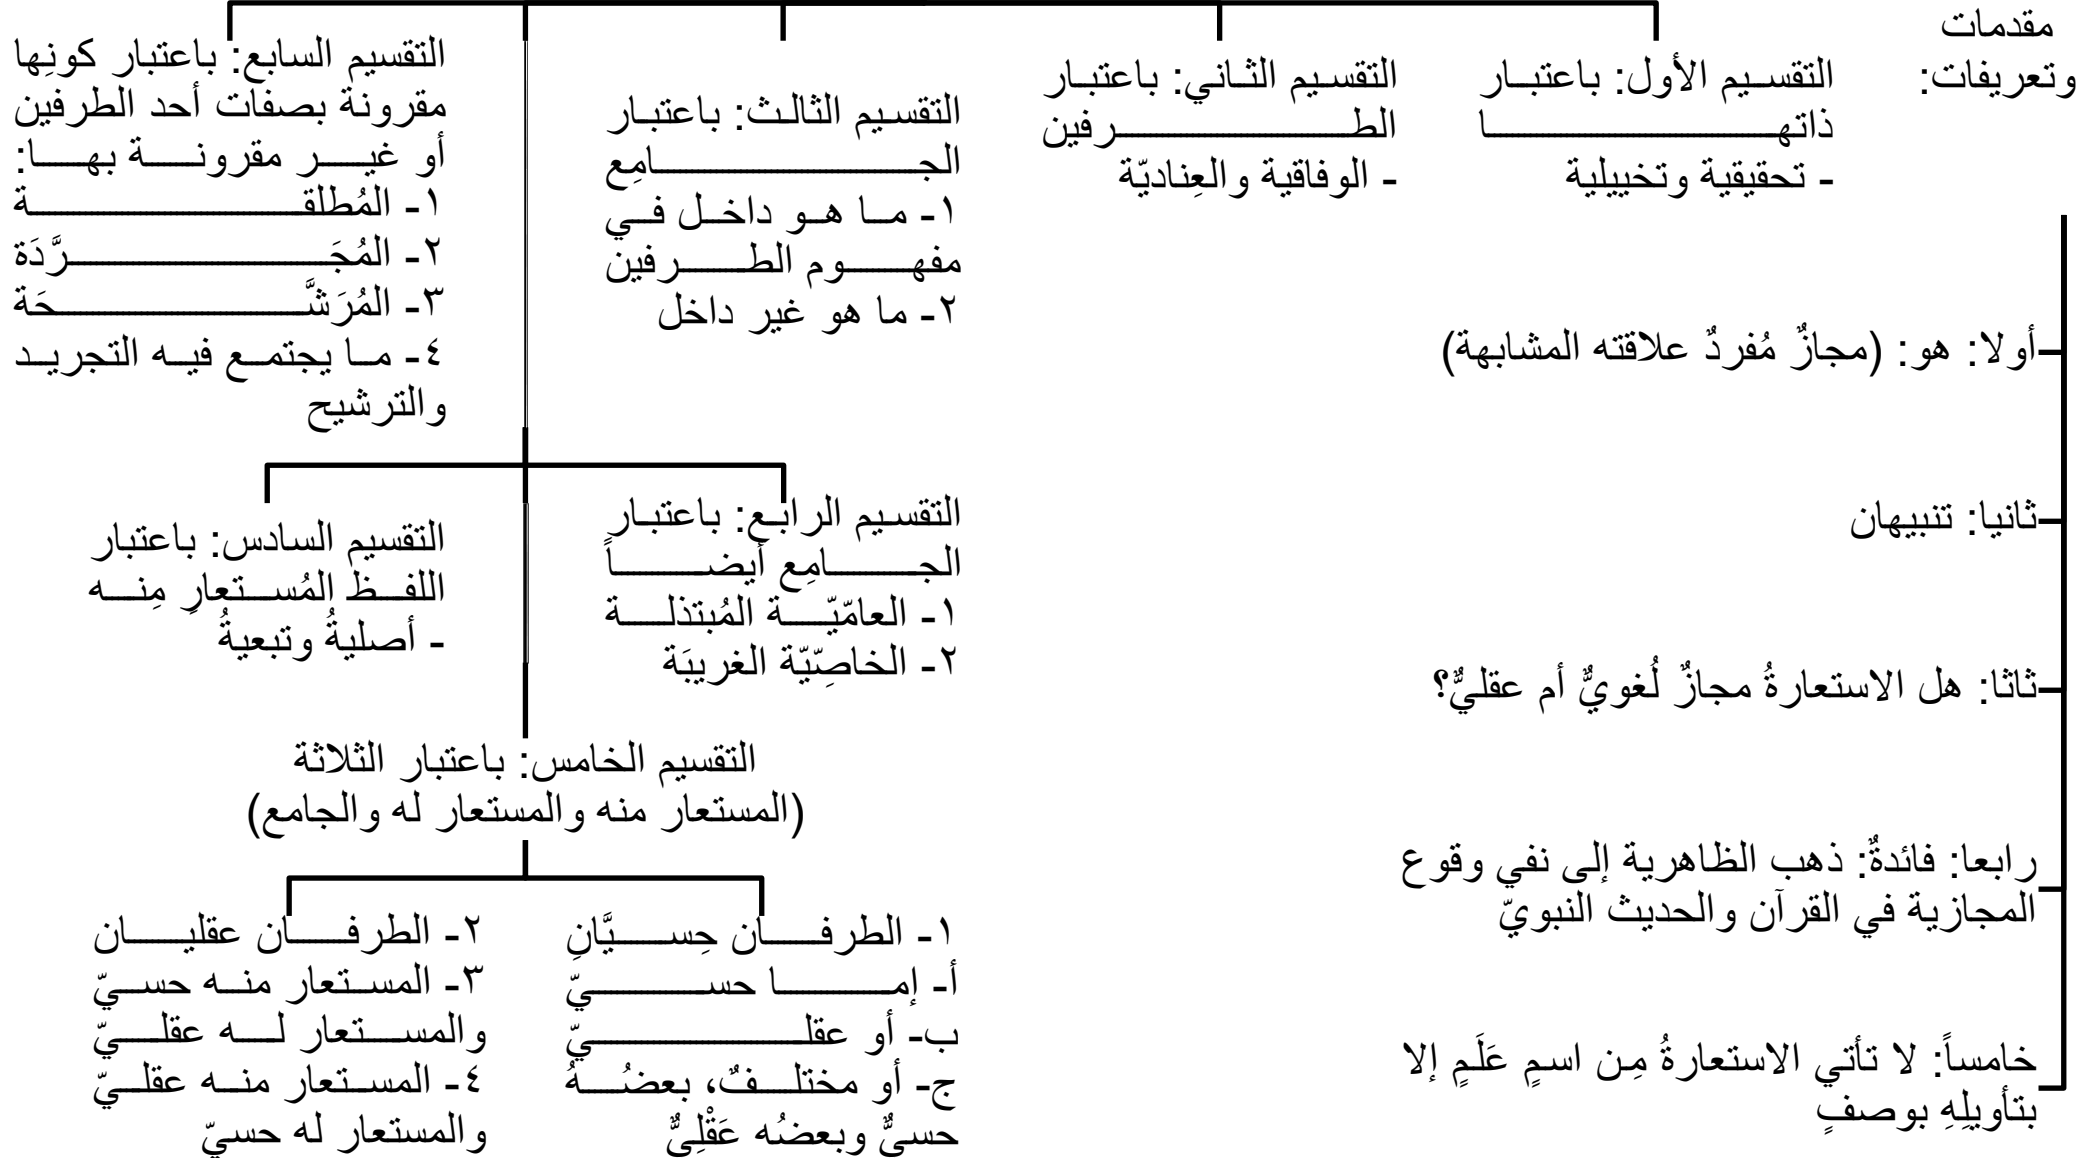 مقدمات
وتعريفات:
أولا: هو: (مجازٌ مُفردٌ علاقته المشابهة)
ثانيا: تنبيهان
ثاثا: هل الاستعارةُ مجازٌ لُغويٌّ أم عقليٌّ؟
رابعا: فائدةٌ: ذهب الظاهرية إلى نفي وقوع
المجازية في القرآن والحديث النبويّ
خامساً: لا تأتي الاستعارةُ مِن اسمٍ عَلَمٍ إلا
بتأويلِهِ بوصفٍ
التقسيم الأول: باعتبار
ذاتها
- تحقيقية وتخييلية
التقسيم الثاني: باعتبار
الطرفين
- الوفاقية والعِناديّة
التقسيم الثالث: باعتبار
الجامِع
١- ما هو داخل في
مفهوم الطرفين
٢- ما هو غير داخل
التقسيم الرابع: باعتبار
الجامِع أيضاً
١- العامّيّة المُبتذلة
٢- الخاصِّيّة الغريبَة
التقسيم الخامس: باعتبار الثلاثة
(المستعار منه والمستعار له والجامع)
١- الطرفان حِسيَّانِ
أ- إما حسيّ
ب- أو عقليّ
ج- أو مختلفٌ، بعضُهُ
حسيٌّ وبعضُه عَقْلِيٌّ
٢- الطرفان عقليان
٣- المستعار منه حسيّ
والمستعار له عقليّ
٤- المستعار منه عقليّ
والمستعار له حسيّ
التقسيم السادس: باعتبار
اللفظ المُستعارِ مِنه
- أصليةُ وتبعيةُ
التقسيم السابع: باعتبار كونِها
مقرونة بصفات أحد الطرفين
أو غير مقرونة بها:
١- المُطلقة
٢- المُجَرَّدَة
٣- المُرَشَّحَة
٤- ما يجتمع فيه التجريد
والترشيح